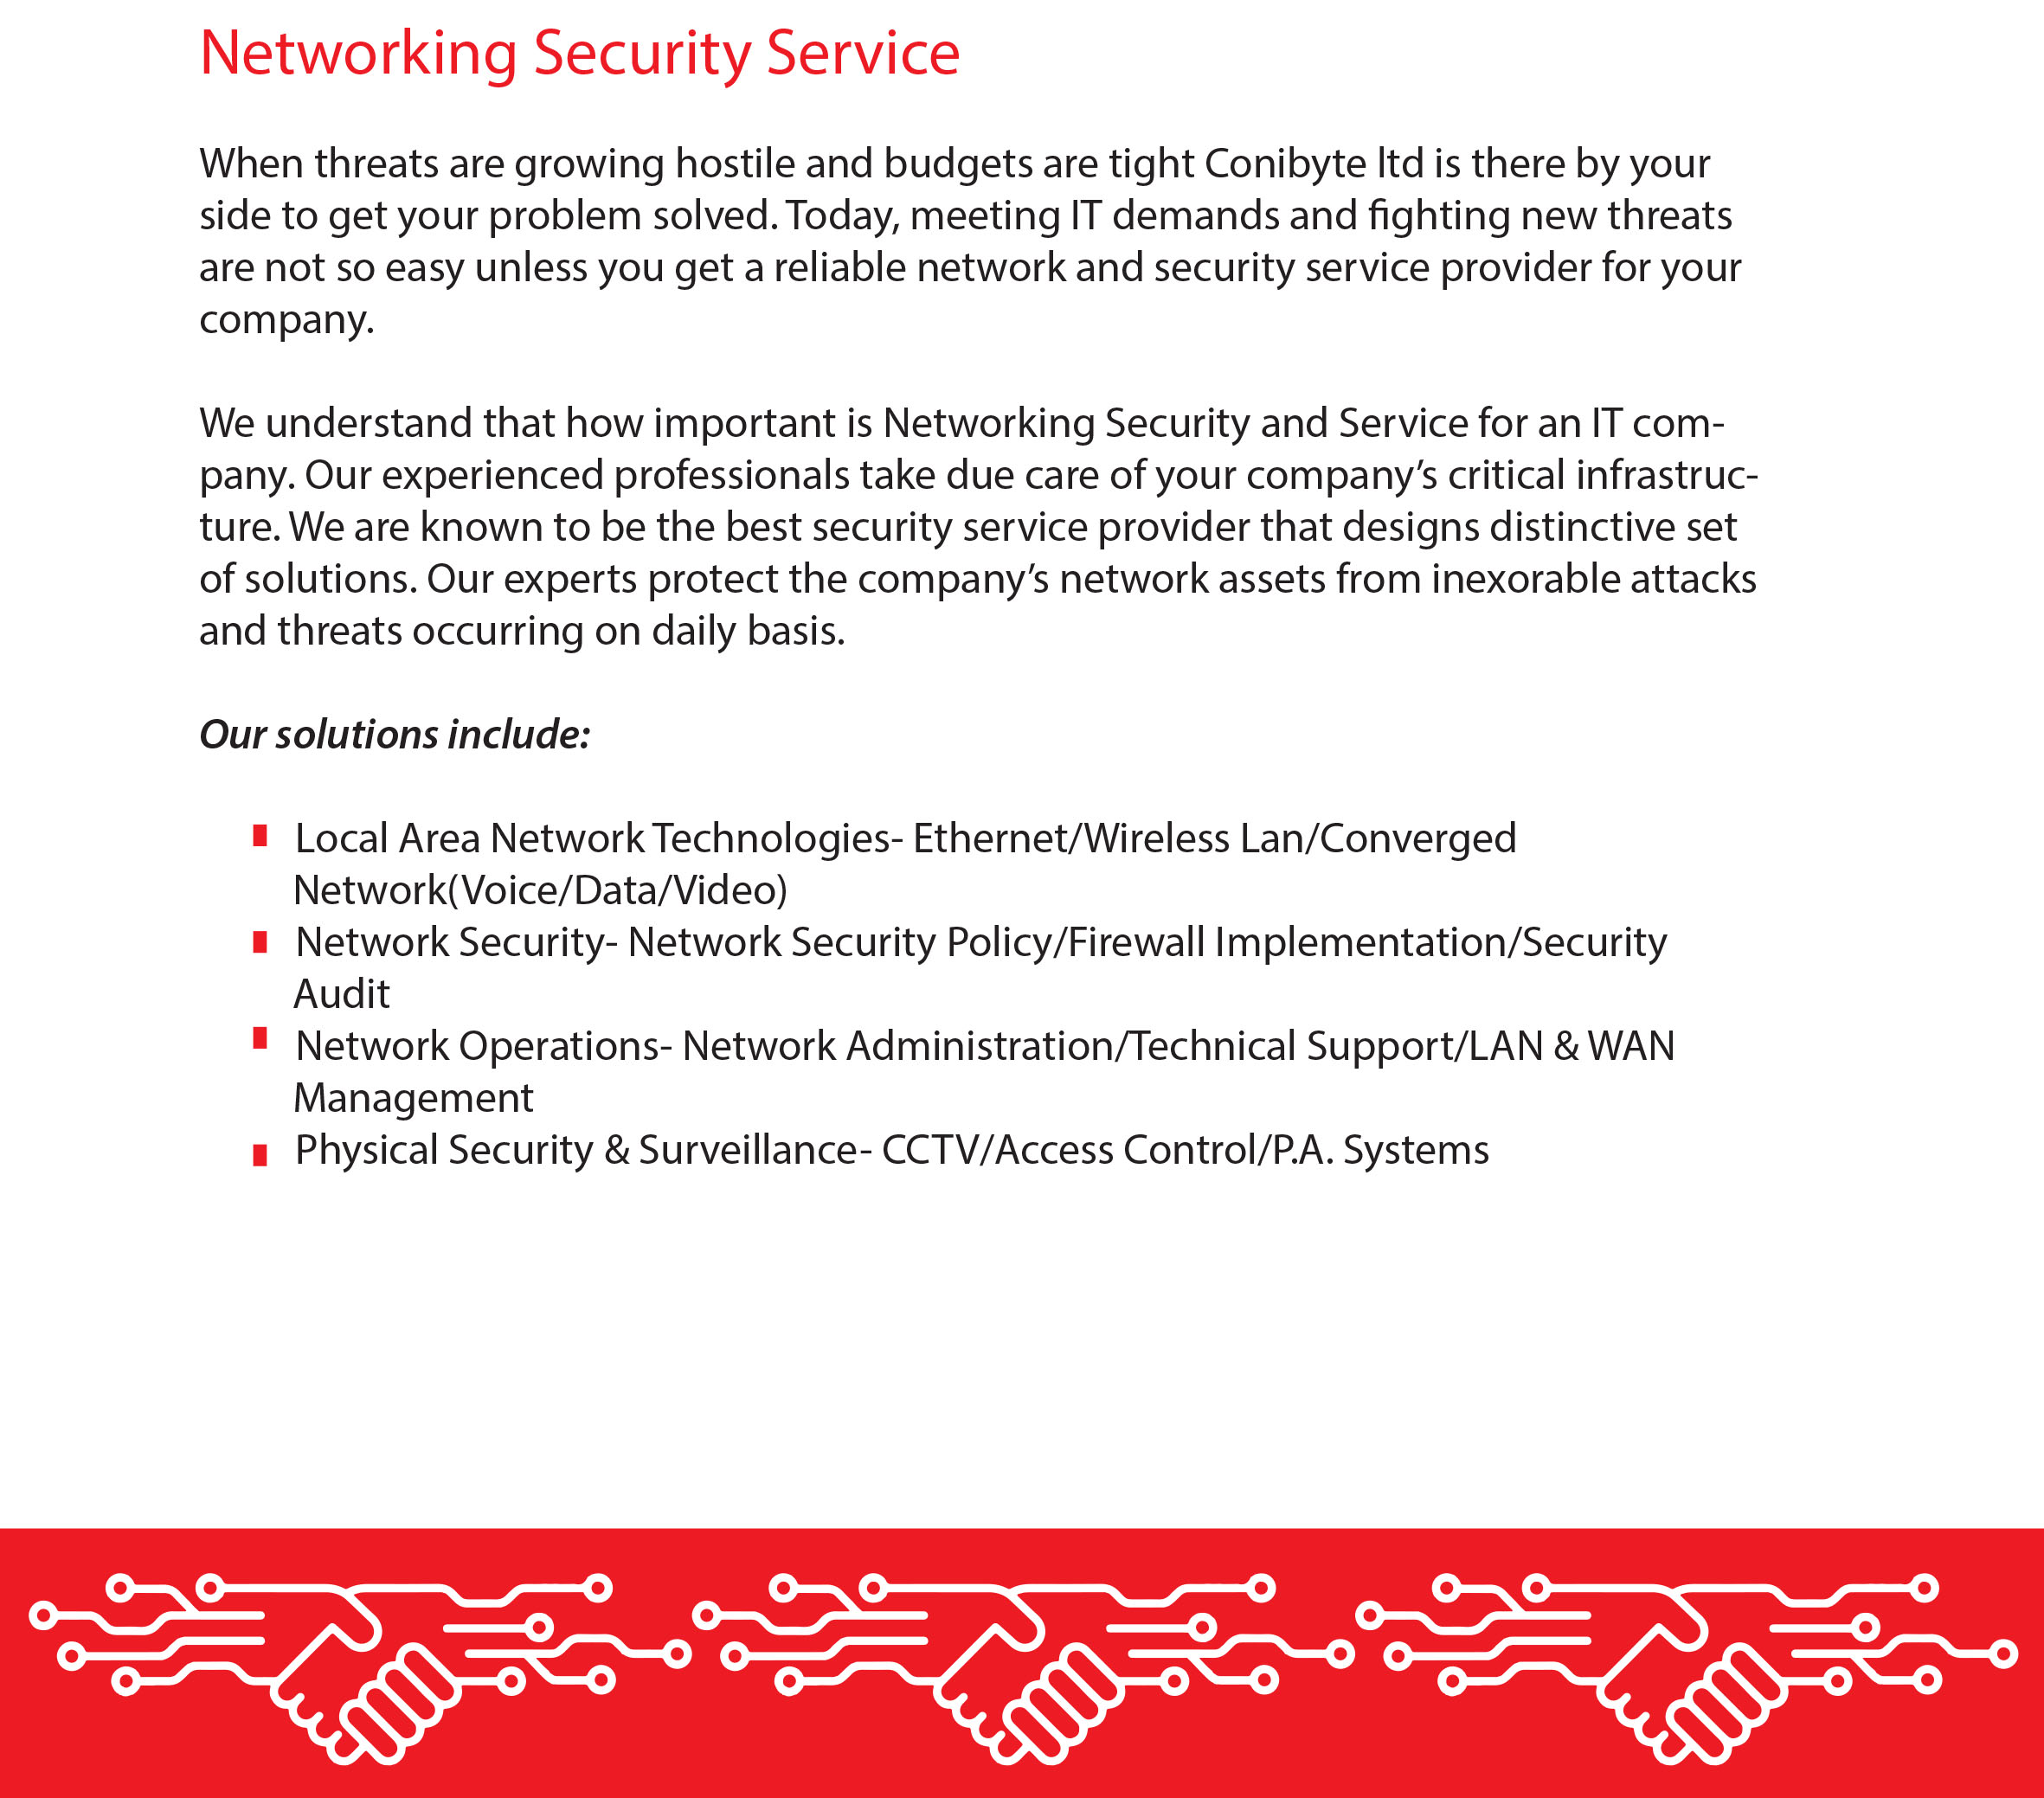 Networking Security Service
When threats are growing hostile and budgets are tight Conibyte ltd is there by your
side to get your problem solved. Today, meeting IT demands and fighting new threats
are not so easy unless you get a reliable network and security service provider for your
company.
We understand that how important is Networking Security and Service for an IT com-
pany. Our experienced professionals take due care of your company’s critical infrastruc-
ture. We are known to be the best security service provider that designs distinctive set
of solutions. Our experts protect the company’s network assets from inexorable attacks
and threats occurring on daily basis.
Our solutions include:
Local Area Network Technologies- Ethernet/Wireless Lan/Converged
Network(Voice/Data/Video)
Network Security- Network Security Policy/Firewall Implementation/Security
Audit
Network Operations- Network Administration/Technical Support/LAN & WAN
Management
Physical Security & Surveillance- CCTV/Access Control/P.A. Systems